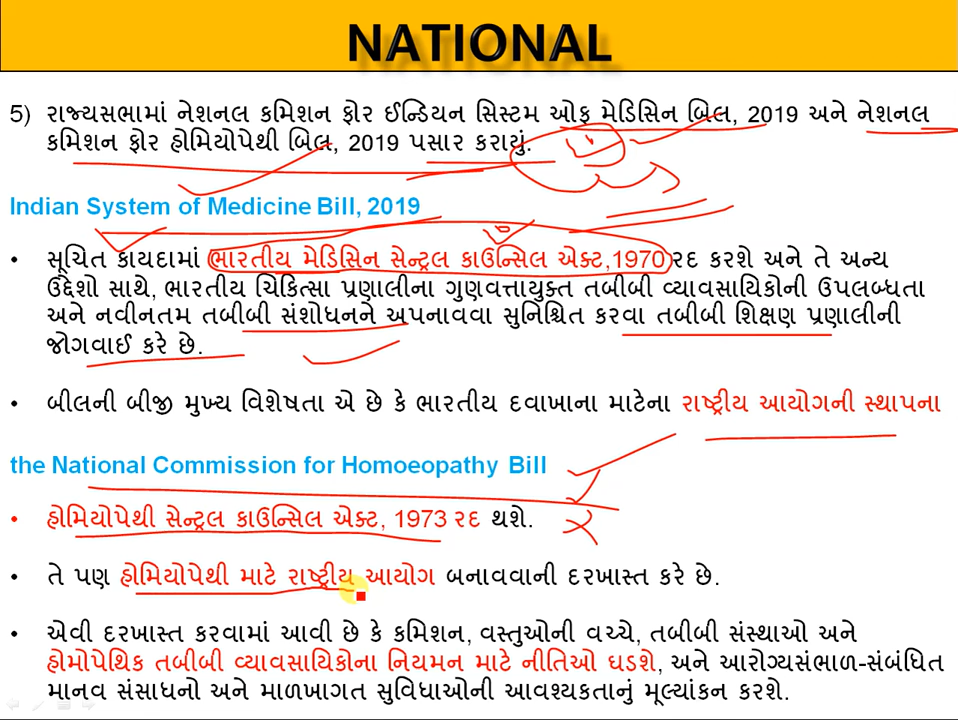 NATIONAL
5) રાજ્યસભામાં નેશનલ કમિશન ફોર ઈન્ડિયન સિસ્ટમ ઓફ મેડિસિન બિલ, 2019 અને નેશનલ
કમિશન ફોર હોમિયોપેથી બિલ, 2019 પસાર કરાયું.
Indian System of Medicine Bill, 2019
• સૂચિત કાયદામાં ભારતીય મેડિસિન સેન્ટ્રલ કાઉન્સિલ એક્ટ,1970 રદ કરશે અને તે અન્ય
ઉદ્દેશો સાથે, ભારતીય ચિકિત્સા પ્રણાલીના ગુણવત્તાયુક્ત તબીબી વ્યાવસાયિકોની ઉપલબ્ધતા
અને નવીનતમ તબીબી સંશોધનને અપનાવવા સુનિશ્ચિત કરવા તબીબી શિક્ષણ પ્રણાલીની
જોગવાઈ કરે છે.
• બીલની બીજી મુખ્ય વિશેષતા એ છે કે ભારતીય દવાખાના માટેના રાષ્ટ્રીય આયોગની સ્થાપના
the National Commission for Homoeopathy Bill
• હોમિયોપેથી સેન્ટ્રલ કાઉન્સિલ એક્ટ, 1973 રદ થશે.
• તે પણ હોમિયોપેથી માટે રાષ્ટ્રીય આયોગ બનાવવાની દરખાસ્ત કરે છે.
• એવી દરખાસ્ત કરવામાં આવી છે કે કમિશન, વસ્તુઓની વચ્ચે, તબીબી સંસ્થાઓ અને
હોમોપેથિક તબીબી વ્યાવસાયિકોના નિયમન માટે નીતિઓ ઘડશે, અને આરોગ્યસંભાળ-સંબંધિત
માનવ સંસાધનો અને માળખાગત સુવિધાઓની આવશ્યકતાનું મૂલ્યાંકન કરશે.